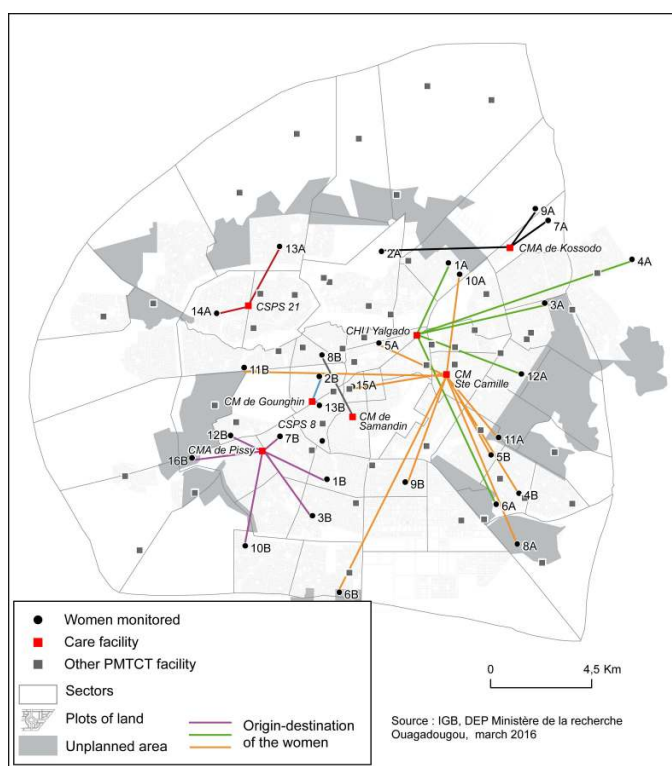 9A
7A
13A
2A
CMA de Kossodo
1A
4A
10A
14A
CSPS 21
3A
CHU Yalgado
5A
8B
11B
2B
15A
CM
Ste Camille
12A
CM de Gounghin
13B
CM de
Samandin
12B
CSPS 8
7B
11A
CMA de Pissy
16B
5B
1B
9B
4B
6A
3B
10B
8A
6B
Women monitored
Care facility
Other PMTCT facility
Sectors
Plots of land
Unplanned area
Origin-destination
of the women
0
4,5 Km
Source : IGB, DEP Ministère de la recherche
Ouagadougou, march 2016